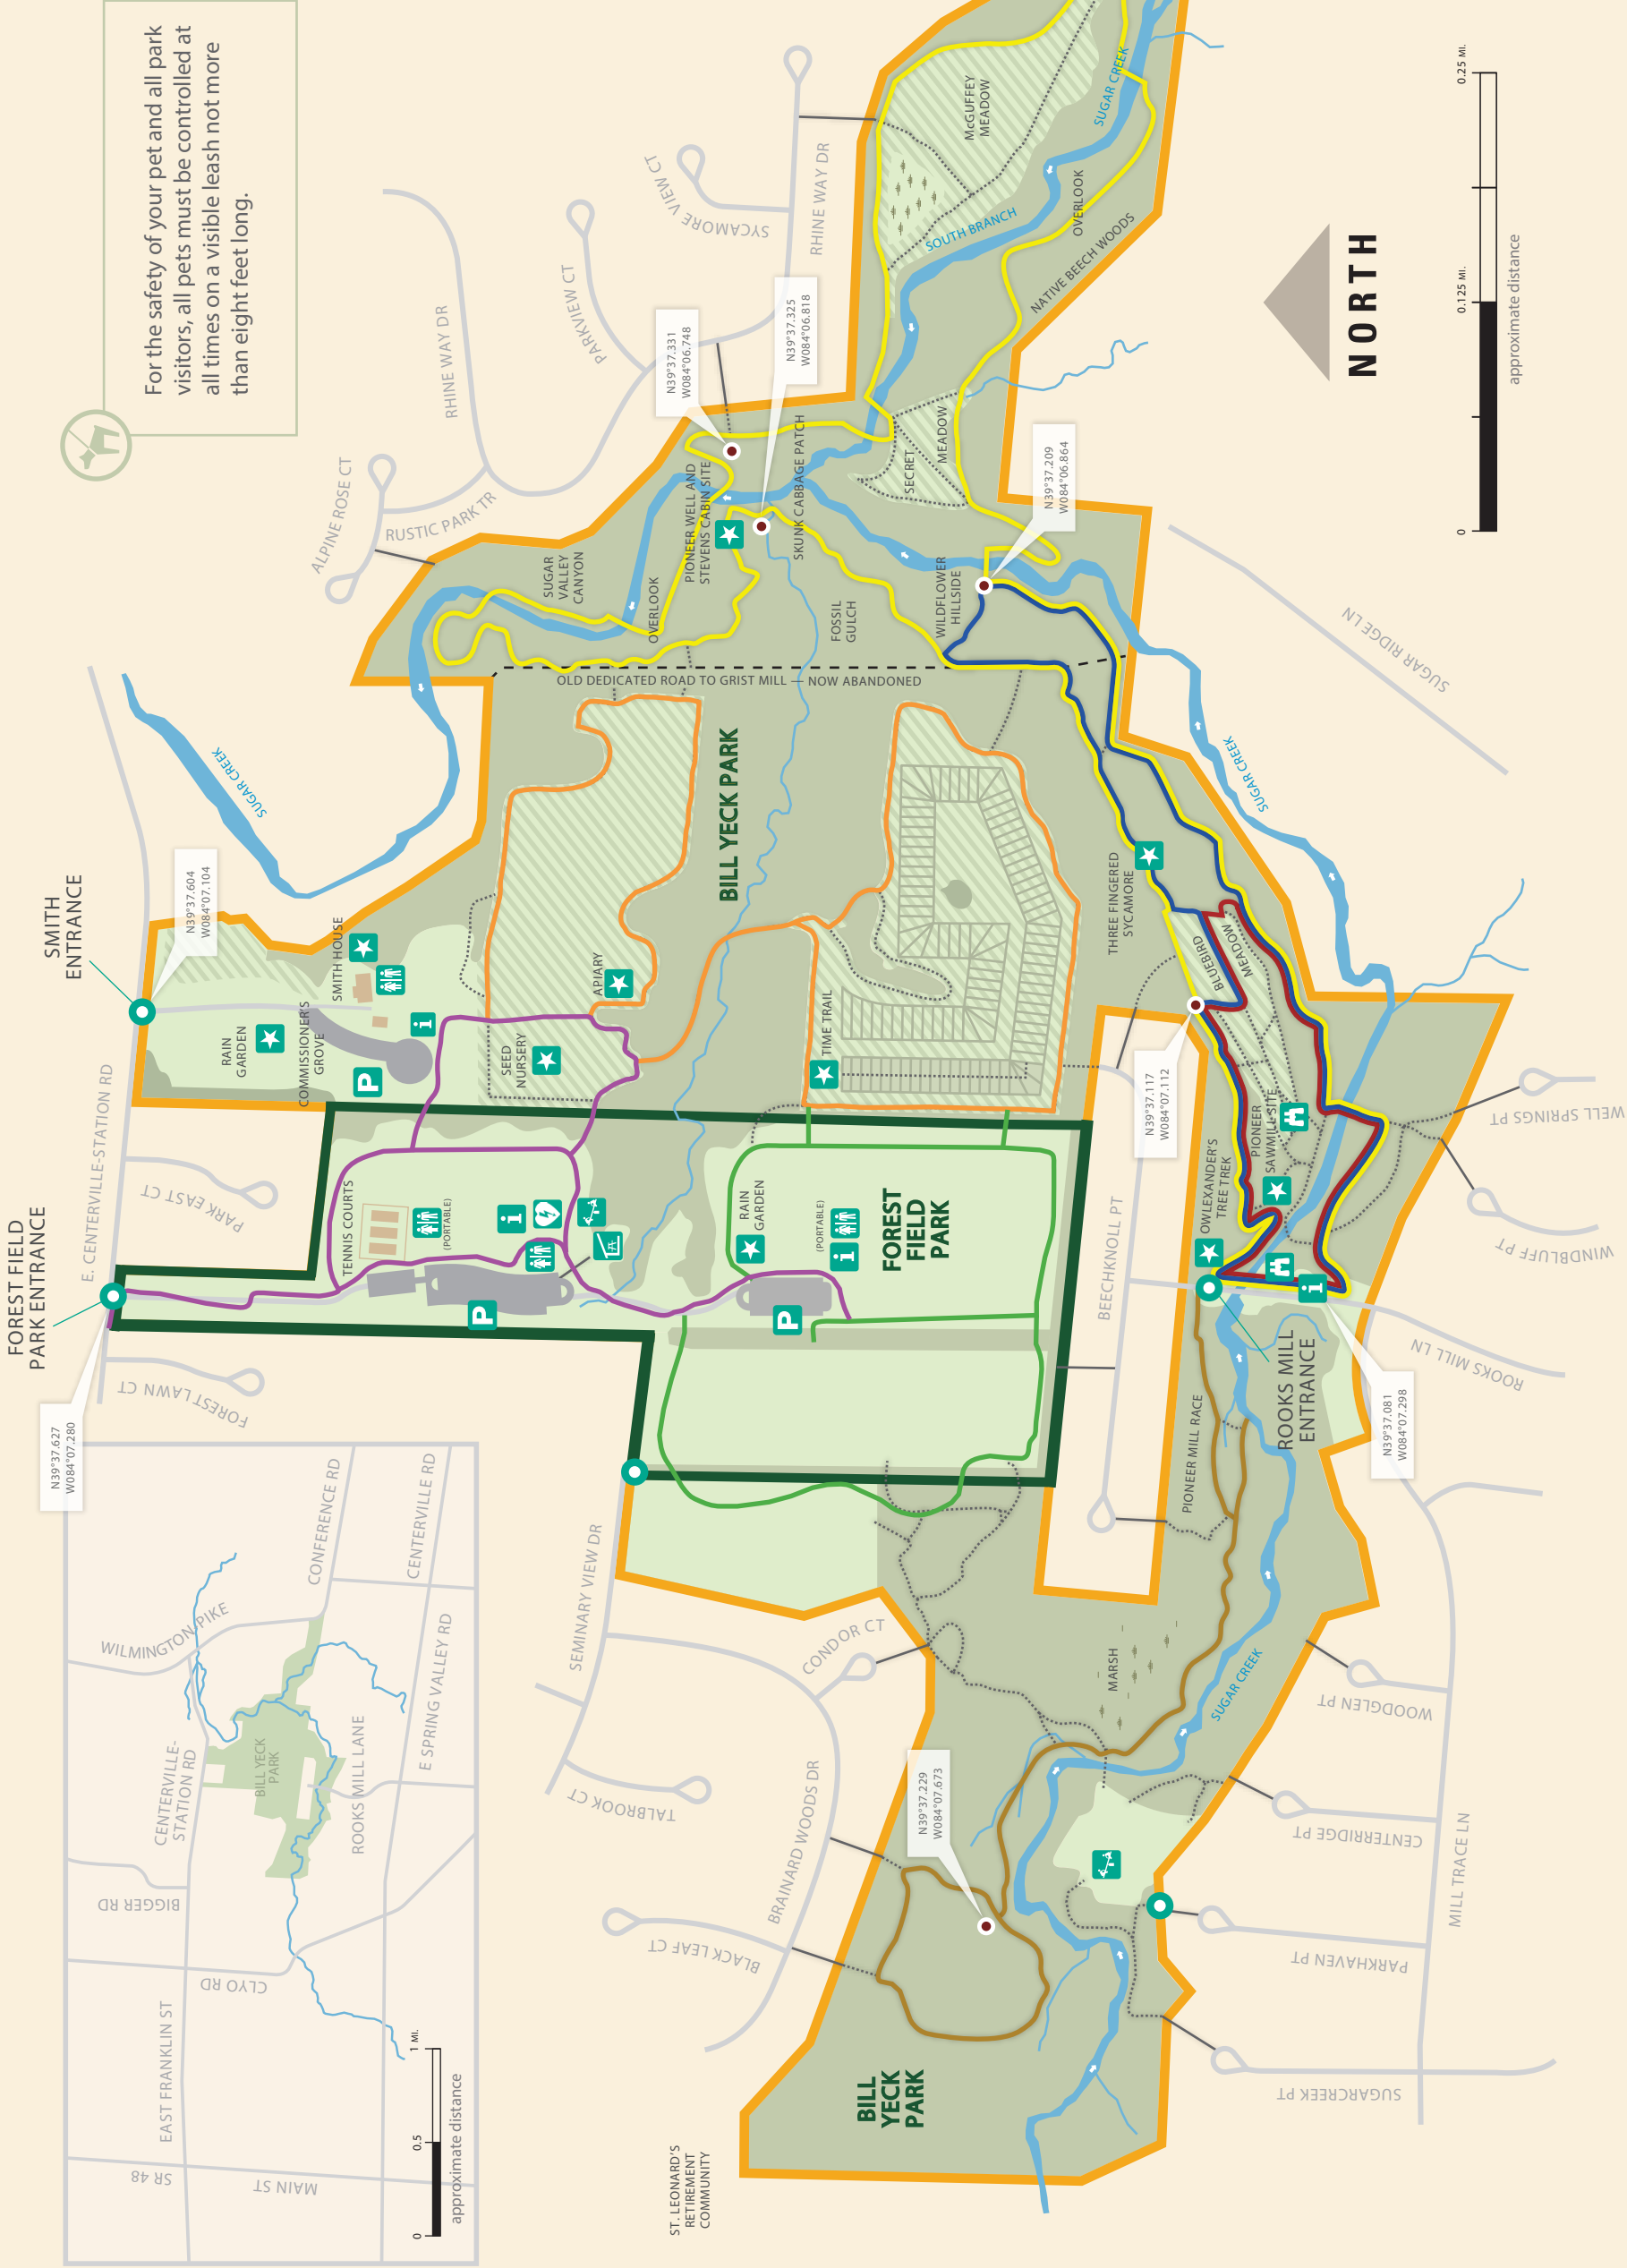 For the safety of your pet and all park
visitors, all pets must be controlled at
all times on a visible leash not more
than eight feet long.
FOREST FIELD
PARK ENTRANCE
SMITH
ENTRANCE
N39°37.627
W084°07.280
N39°37.604
W084°07.104
E. CENTERVILLE-STATION RD
FOREST LAWN CT
PARK EAST CT
SUGAR CREEK
ALPINE ROSE CT
RUSTIC PARK TR
RHINE WAY DR
PARKVIEW CT
SYCAMORE VIEW CT
RHINE WAY DR
N39°37.331
W084°06.748
N39°37.325
W084°06.818
RAIN
GARDEN
COMMISSIONER'S
GROVE
SMITH HOUSE
P
i
SEED
NURSERY
APIARY
TENNIS COURTS
(PORTABLE)
i
P
SUGAR
VALLEY
CANYON
OVERLOOK
PIONEER WELL AND
STEVENS CABIN SITE
SKUNK CABBAGE PATCH
FOSSIL
GULCH
OLD DEDICATED ROAD TO GRIST MILL — NOW ABANDONED
BILL YECK PARK
SECRET
MEADOW
WILDFLOWER
HILLSIDE
McGUFFEY
MEADOW
SOUTH BRANCH
SUGAR CREEK
OVERLOOK
NATIVE BEECH WOODS
N39°37.209
W084°06.864
TIME TRAIL
RAIN
GARDEN
(PORTABLE)
i
P
FOREST
FIELD
PARK
THREE FINGERED
SYCAMORE
BLUEBIRD
MEADOW
N39°37.117
W084°07.112
OWLEXANDER'S
TREE TREK
PIONEER
SAWMILL SITE
i
BEECHKNOLL PT
PIONEER MILL RACE
ROOKS MILL
ENTRANCE
N39°37.081
W084°07.298
ROOKS MILL LN
WINDBLUFF PT
WELL SPRINGS PT
SUGAR CREEK
SUGAR RIDGE LN
NORTH
0
0.125 MI.
0.25 MI.
approximate distance
SEMINARY VIEW DR
CONDOR CT
TALBROOK CT
BRAINARD WOODS DR
BLACK LEAF CT
N39°37.229
W084°07.673
MARSH
SUGAR CREEK
WOODGLEN PT
CENTERRIDGE PT
PARKHAVEN PT
SUGARCREEK PT
MILL TRACE LN
BILL
YECK
PARK
ST. LEONARD'S
RETIREMENT
COMMUNITY
WILMINGTON PIKE
CONFERENCE RD
CENTERVILLE RD
CENTERVILLE-
STATION RD
BILL YECK
PARK
ROOKS MILL LANE
E SPRING VALLEY RD
BIGGER RD
CLYO RD
EAST FRANKLIN ST
SR 48
MAIN ST
0
0.5
1 MI.
approximate distance